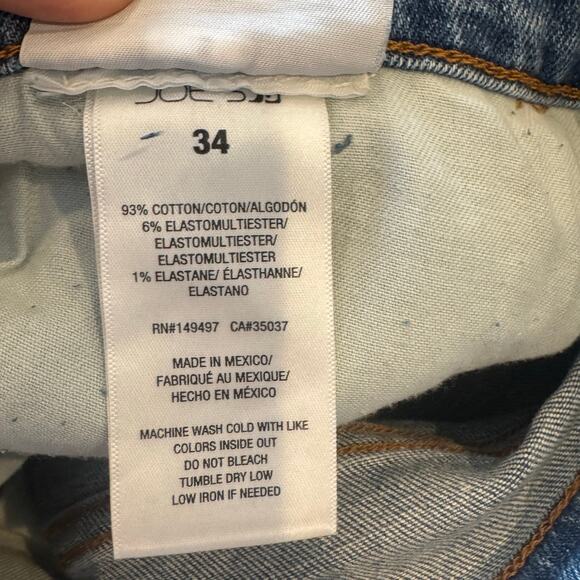 JOE'S
34
93% COTTON/COTON/ALGODÓN
6% ELASTOMULTIESTER/
ELASTOMULTIESTER/
ELASTOMULTIESTER
1% ELASTANE/ ÉLASTHANNE/
ELASTANO
RN#149497 CA#35037
MADE IN MEXICO/
FABRIQUÉ AU MEXIQUE/
HECHO EN MÉXICO
MACHINE WASH COLD WITH LIKE
COLORS INSIDE OUT
DO NOT BLEACH
TUMBLE DRY LOW
LOW IRON IF NEEDED